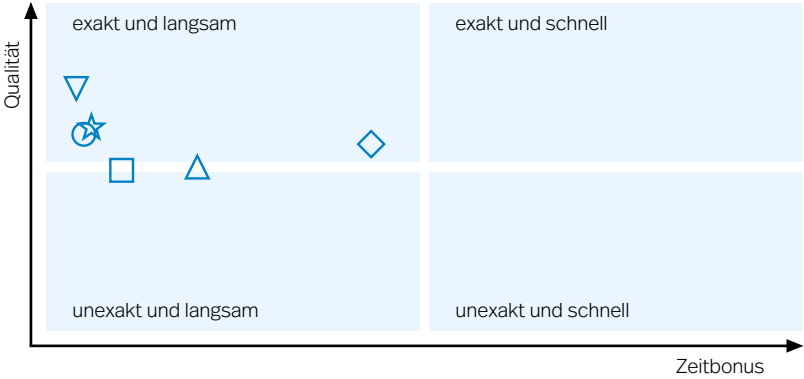 exakt und langsam
exakt und schnell
Qualität
unexakt und langsam
unexakt und schnell
Zeitbonus